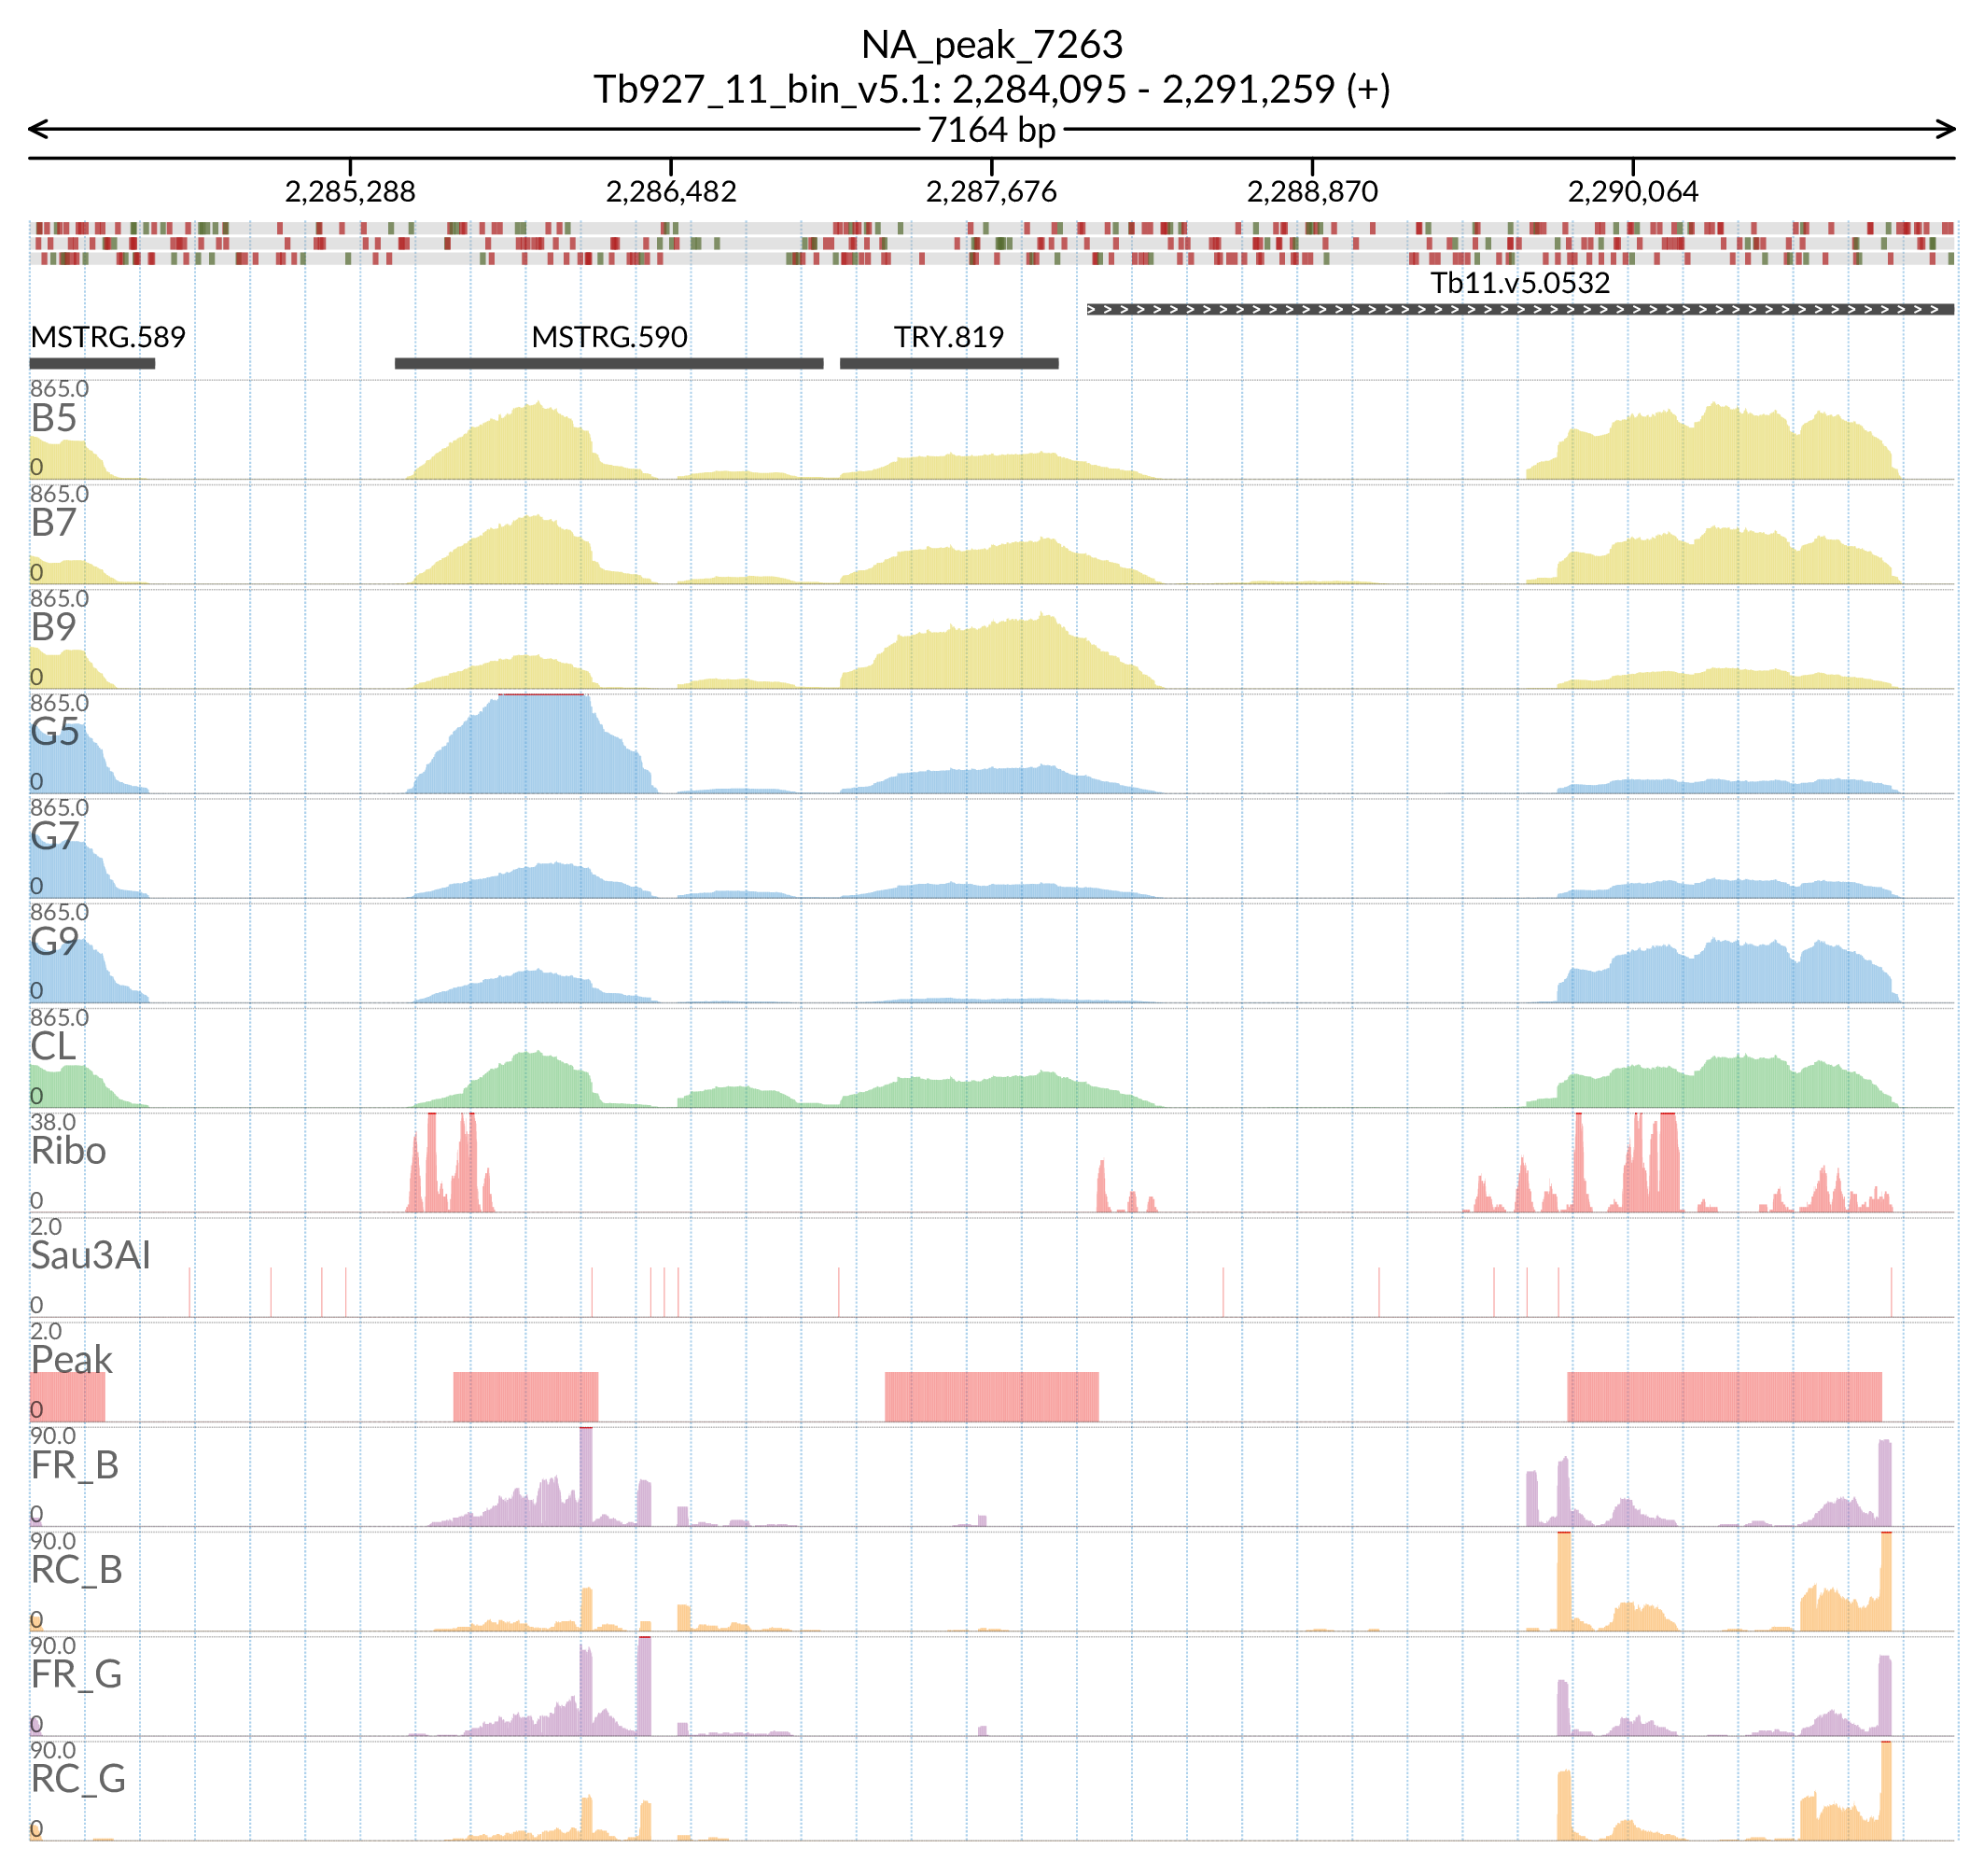 NA_peak_7263
Tb927_11_bin_v5.1: 2,284,095 - 2,291,259 (+)
7164 bp
2,285,288 2,286,482 2,287,676 2,288,870 2,290,064
Tb11.v5.0532
MSTRG.589 MSTRG.590 TRY.819
865.0
B5
0
865.0
B7
0
865.0
B9
0
865.0
G5
0
865.0
G7
0
865.0
G9
0
865.0
CL
0
38.0
Ribo
0
2.0
Sau3AI
0
2.0
Peak
0
90.0
FR_B
0
90.0
RC_B
0
90.0
FR_G
0
90.0
RC_G
0